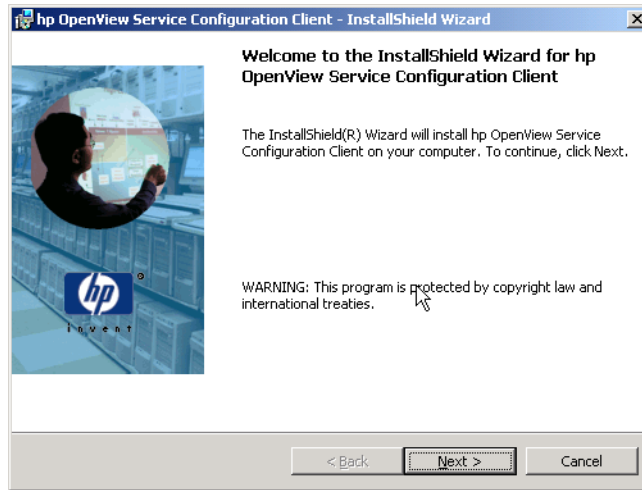 hp OpenView Service Configuration Client - InstallShield Wizard
Welcome to the InstallShield Wizard for hp
OpenView Service Configuration Client
The InstallShield(R) Wizard will install hp OpenView Service
Configuration Client on your computer. To continue, click Next.
hp
®
invent
WARNING: This program is protected by copyright law and
international treaties.
< Back
Next >
Cancel